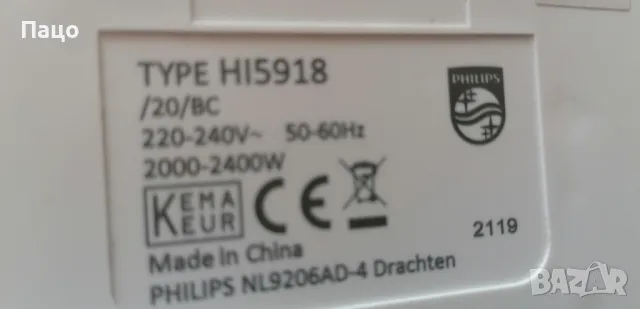 Пацо
TYPE HI5918
/20/BC
PHILIPS
220-240V~ 50-60Hz
2000-2400W
KEMA
KEUR
CE
2119
Made in China
PHILIPS NL9206AD-4 Drachten
BAZAR